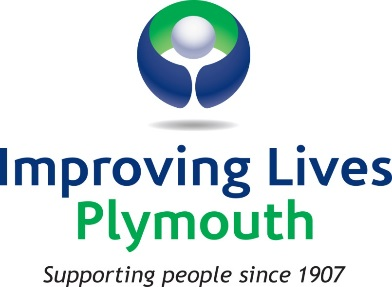 Improving Lives
Plymouth
Supporting people since 1907